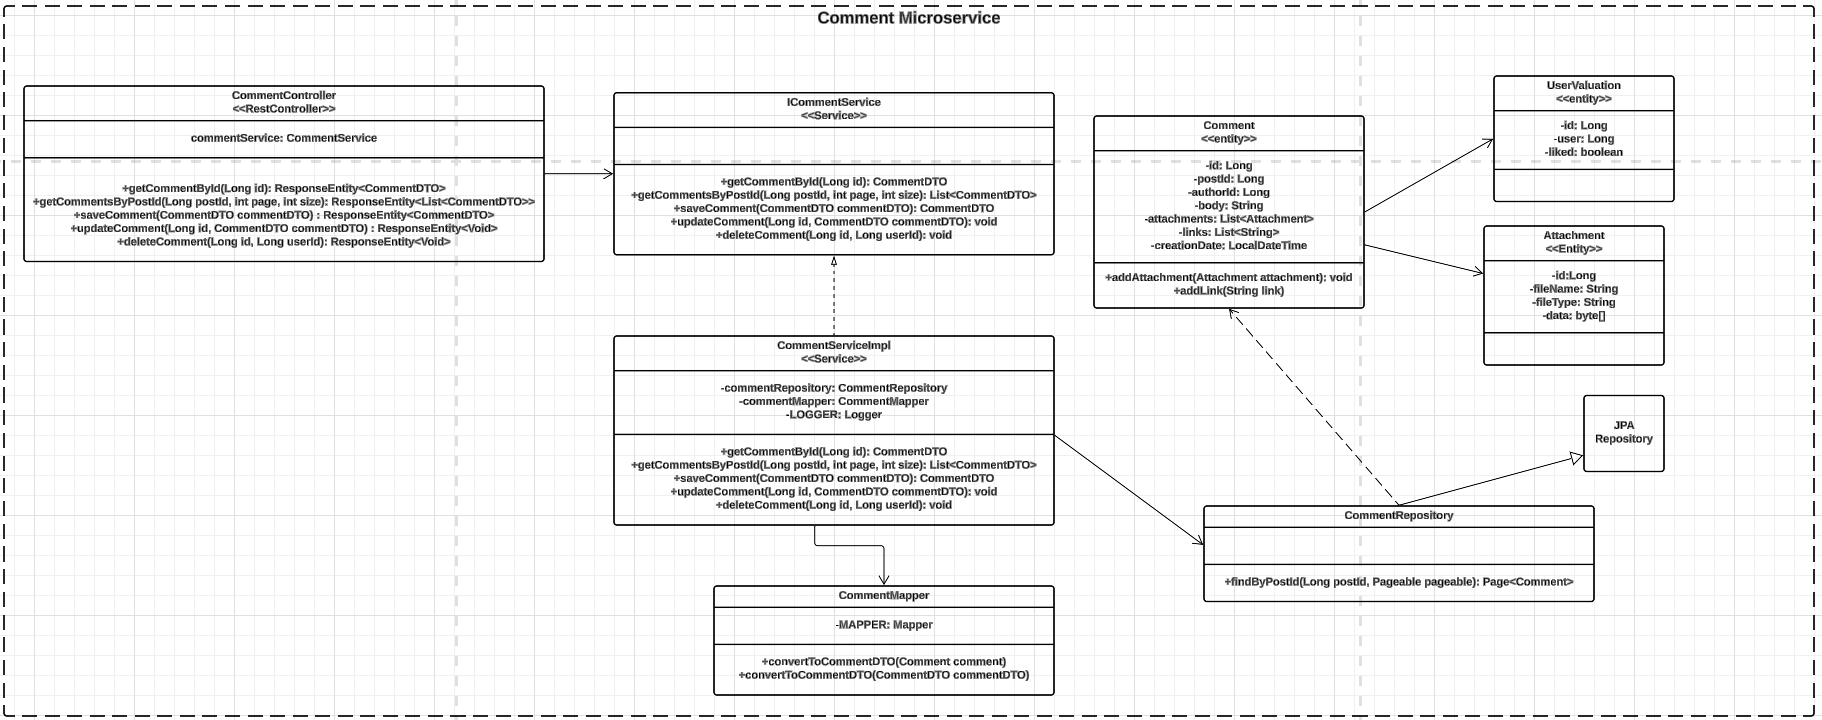 Comment Microservice
CommentController
<<RestController>>
commentService: CommentService
+getCommentById(Long id): ResponseEntity<CommentDTO>
+getCommentsByPostId(Long postId, int page, int size): ResponseEntity<List<CommentDTO>>
+saveComment(CommentDTO commentDTO) : ResponseEntity<CommentDTO>
+updateComment(Long id, CommentDTO commentDTO) : ResponseEntity<Void>
+deleteComment(Long id, Long userId): ResponseEntity<Void>
ICommentService
<<Service>>
+getCommentById(Long id): CommentDTO
+getCommentsByPostId(Long postId, int page, int size): List<CommentDTO>
+saveComment(CommentDTO commentDTO): CommentDTO
+updateComment(Long id, CommentDTO commentDTO): void
+deleteComment(Long id, Long userId): void
Comment
<<entity>>
-id: Long
-postId: Long
-authorId: Long
-body: String
-attachments: List<Attachment>
-links: List<String>
-creationDate: LocalDateTime
+addAttachment(Attachment attachment): void
+addLink(String link)
UserValuation
<<entity>>
-id: Long
-user: Long
-liked: boolean
Attachment
<<Entity>>
-id:Long
-fileName: String
-fileType: String
-data: byte[]
CommentServiceImpl
<<Service>>
-commentRepository: CommentRepository
-commentMapper: CommentMapper
-LOGGER: Logger
+getCommentById(Long id): CommentDTO
+getCommentsByPostId(Long postId, int page, int size): List<CommentDTO>
+saveComment(CommentDTO commentDTO): CommentDTO
+updateComment(Long id, CommentDTO commentDTO): void
+deleteComment(Long id, Long userId): void
JPA
Repository
CommentRepository
+findByPostId(Long postId, Pageable pageable): Page<Comment>
CommentMapper
-MAPPER: Mapper
+convertToCommentDTO(Comment comment)
+convertToCommentDTO(CommentDTO commentDTO)